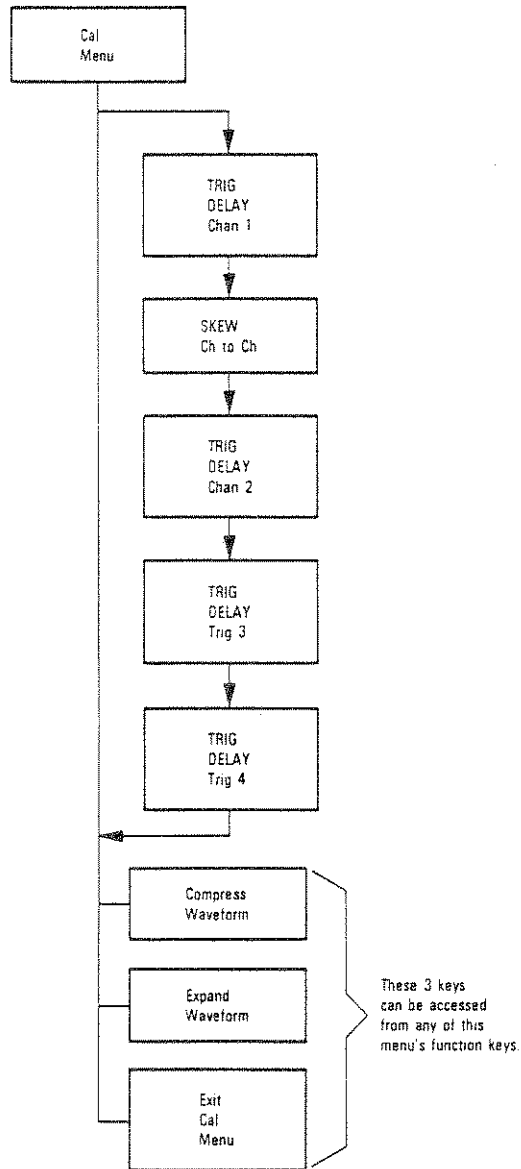 Cal
Menu
TRIG
DELAY
Chan 1
SKEW
Ch to Ch
TRIG
DELAY
Chan 2
TRIG
DELAY
Trig 3
TRIG
DELAY
Trig 4
Compress
Waveform
Expand
Waveform
Exit
Cal
Menu
These 3 keys
can be accessed
from any of this
menu's function keys.